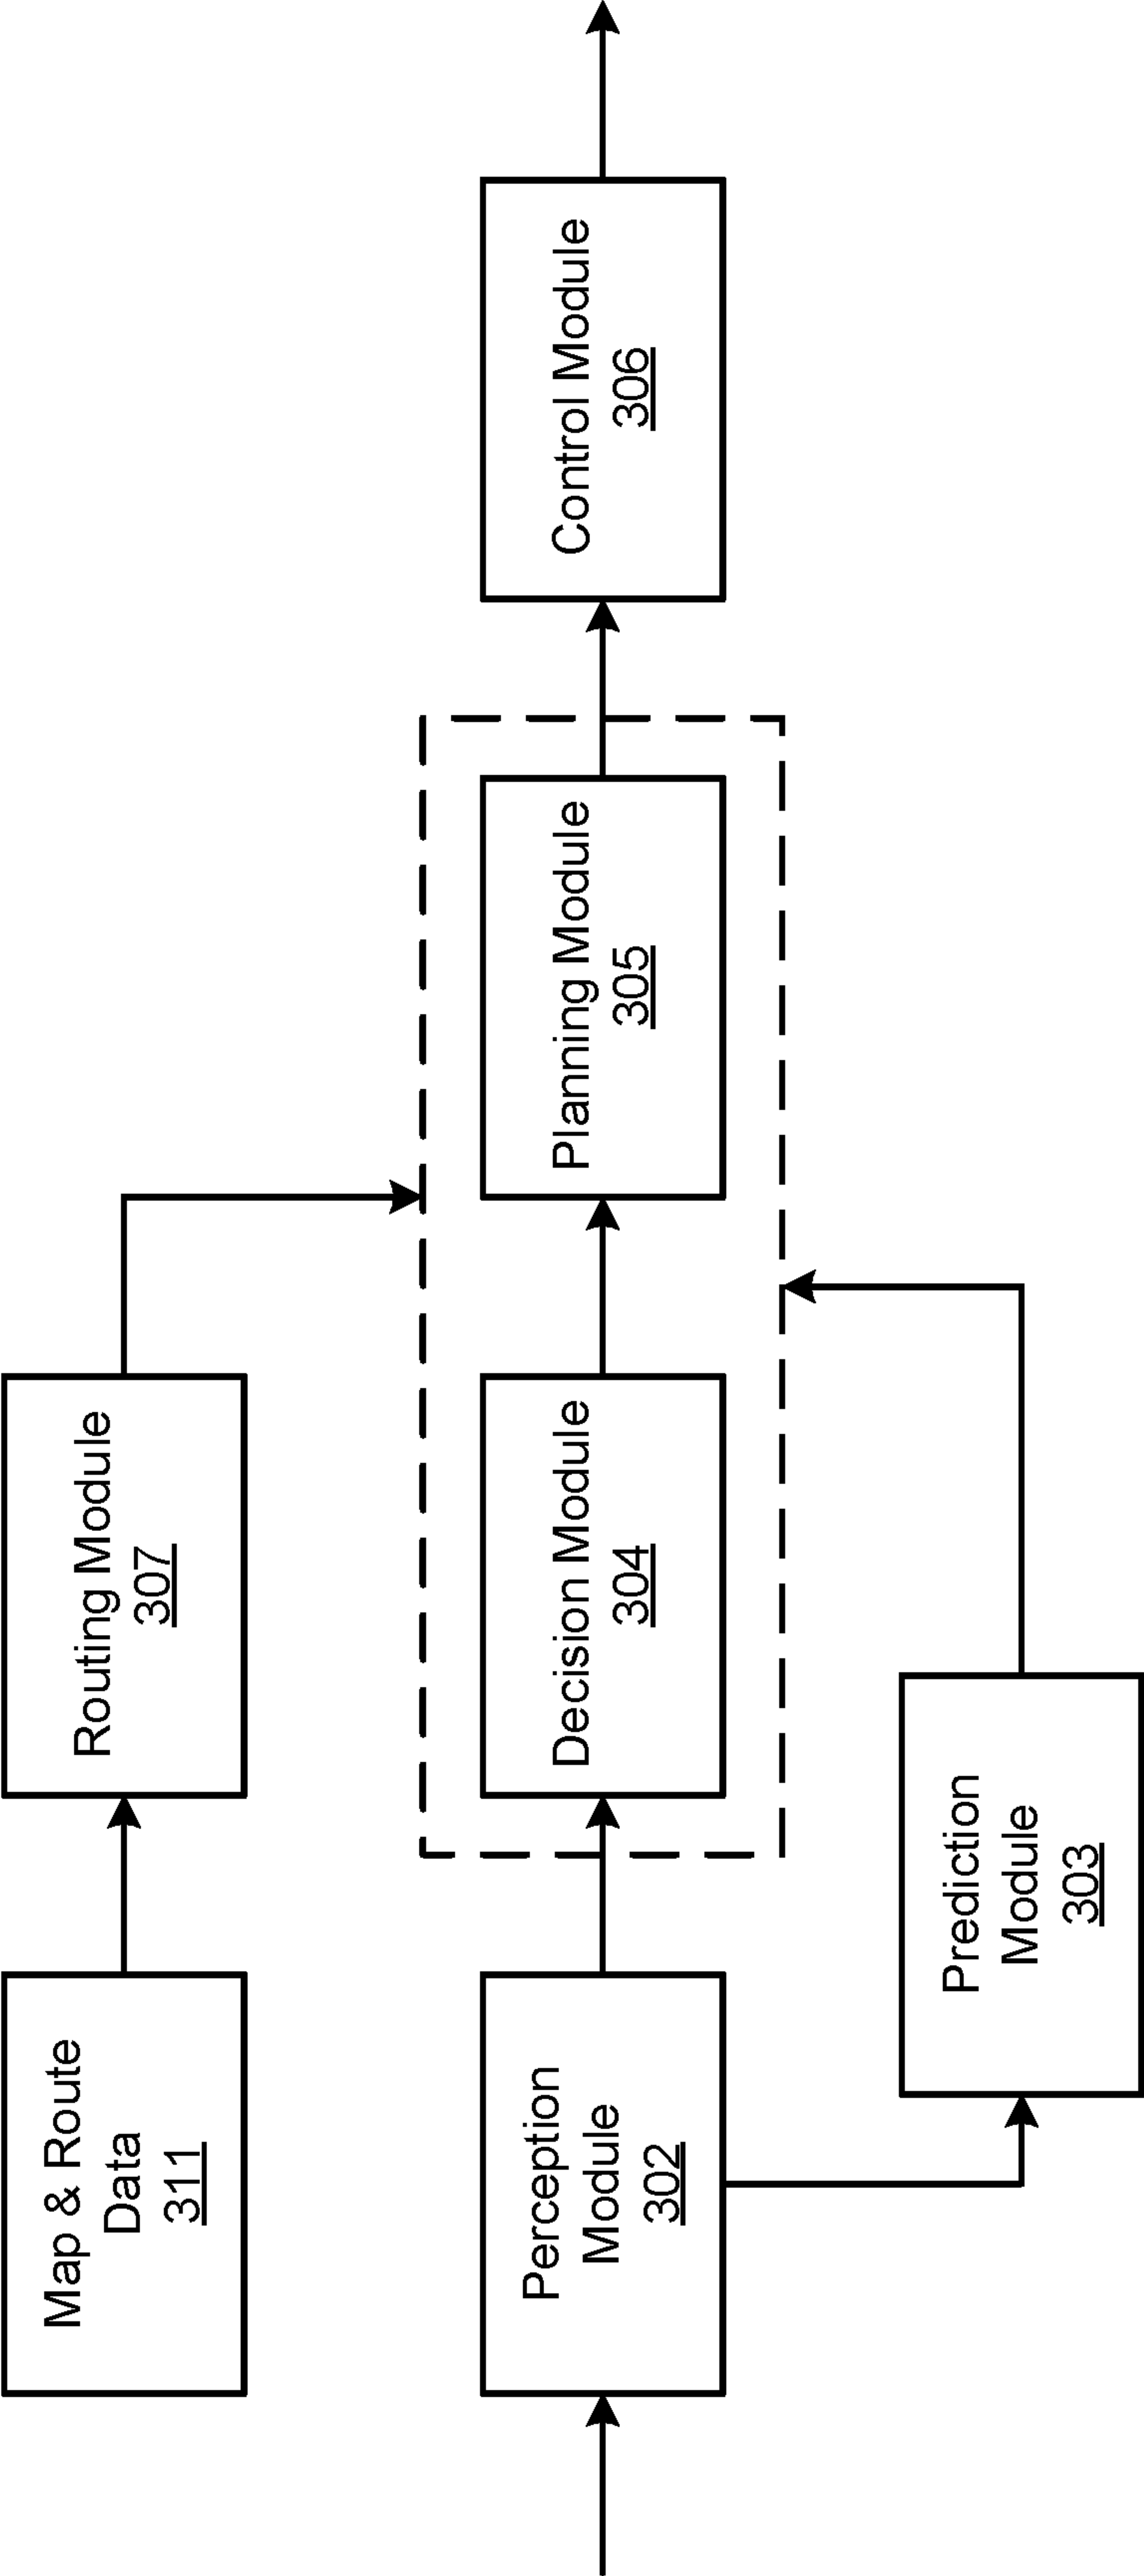 Map & Route
Data
311
Routing Module
307
Perception
Module
302
Decision Module
304
Planning Module
305
Control Module
306
Prediction
Module
303